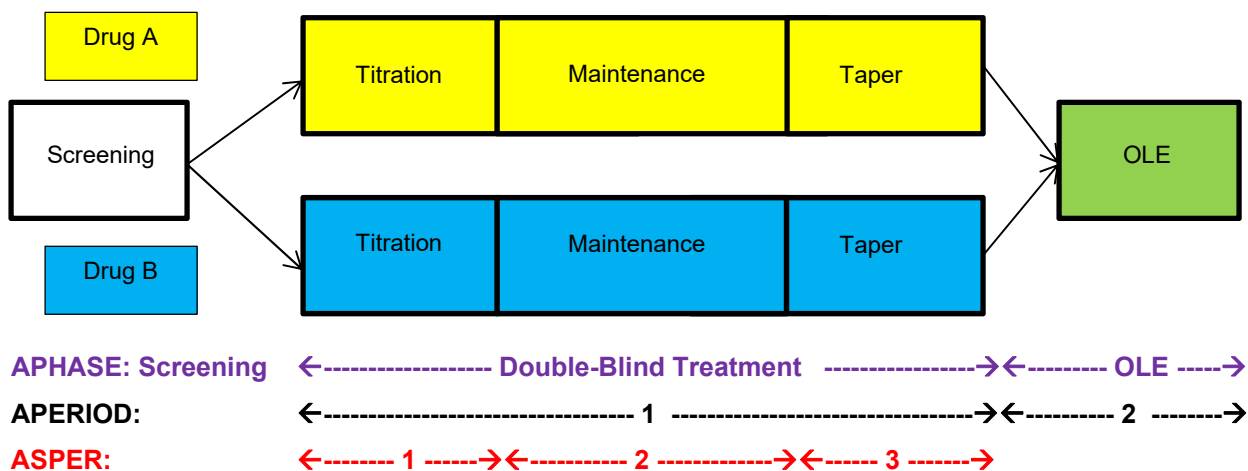 Drug A
Titration Maintenance Taper
Screening
OLE
Titration Maintenance Taper
Drug B
APHASE: Screening ←------------------- Double-Blind Treatment -----------------→←--------- OLE -----→
APERIOD: ←--------------------------------- 1 --------------------------------→←---------- 2 --------→
ASPER: ←-------- 1 ------→←----------- 2 -------------→←------ 3 -------→